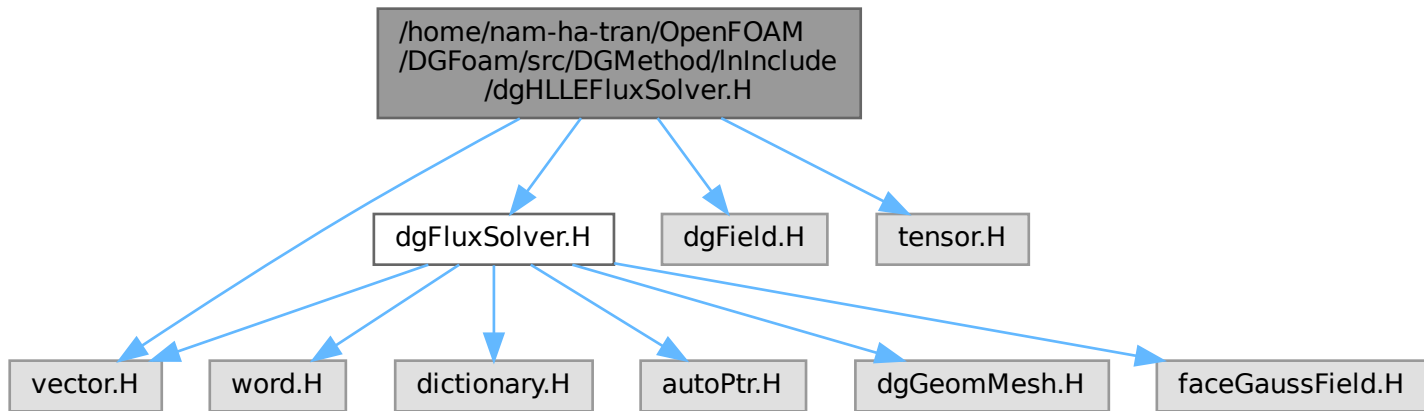 /home/nam-ha-tran/OpenFOAM
/DGFoam/src/DGMethod/lnInclude
/dgHLLEFluxSolver.H
dgFluxSolver.H
dgField.H
tensor.H
vector.H
word.H
dictionary.H
autoPtr.H
dgGeomMesh.H
faceGaussField.H